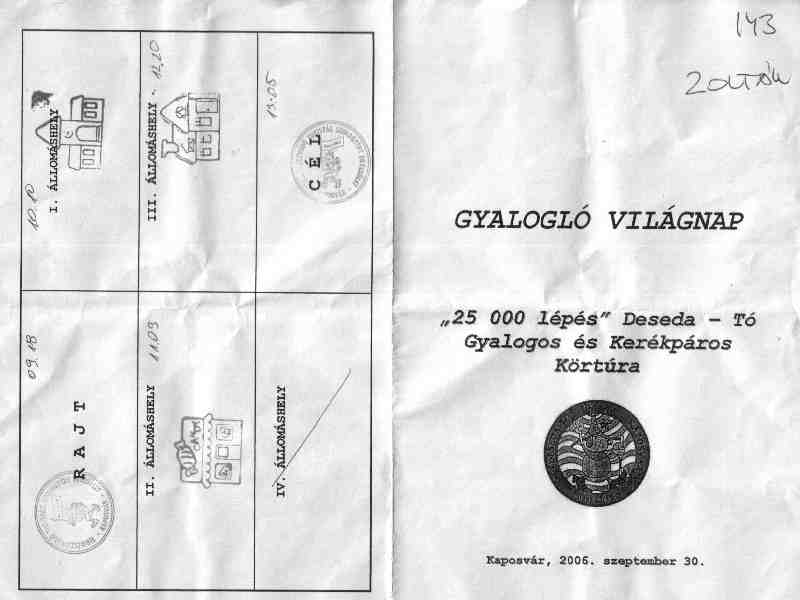 143
ZOLTÁN
GYALOGLÓ VILÁGNAP
„25 000 lépés” Deseda – Tó
Gyalogos és Kerékpáros
Körtúra
Kaposvár, 2006. szeptember 30.
10.10
I. ÁLLOMÁSHELY
III. ÁLLOMÁSHELY - 12,20
13.05
CÉL
09.18
RAJT
II. ÁLLOMÁSHELY 11.09
IV. ÁLLOMÁSHELY